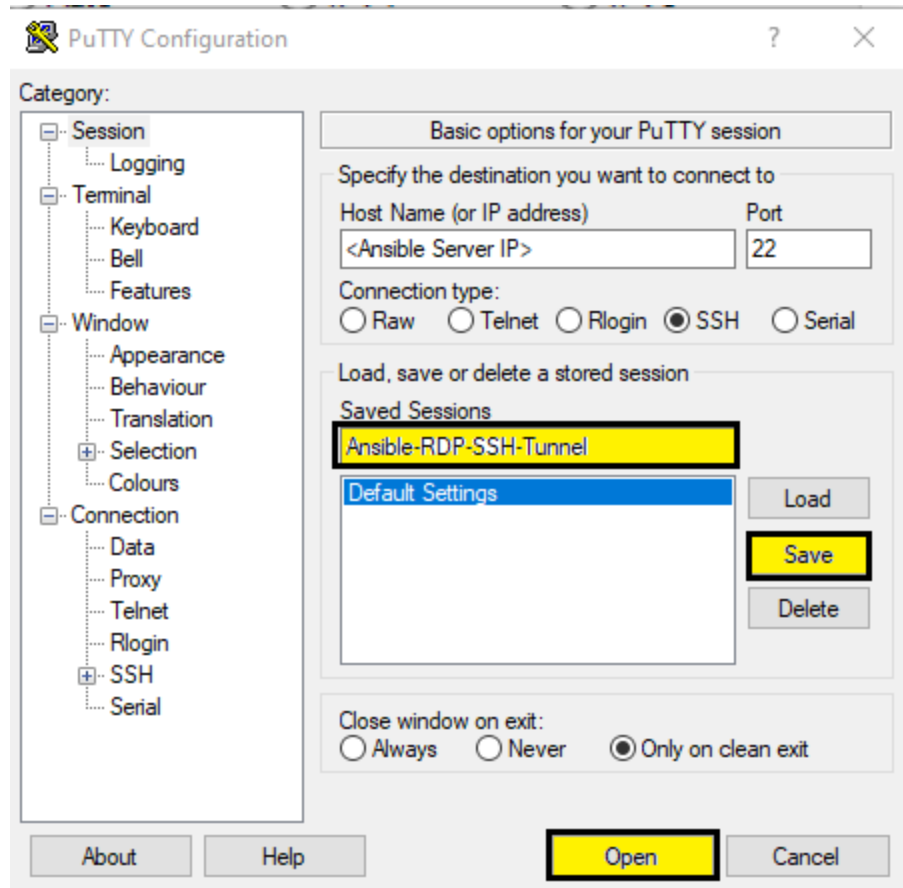 PuTTY Configuration
?
Category:
Session
Logging
Terminal
Keyboard
Bell
Features
Window
Appearance
Behaviour
Translation
Selection
Colours
Connection
Data
Proxy
Telnet
Rlogin
SSH
Serial
Basic options for your PuTTY session
Specify the destination you want to connect to
Host Name (or IP address) Port
<Ansible Server IP> 22
Connection type:
Raw Telnet Rlogin SSH Serial
Load, save or delete a stored session
Saved Sessions
Ansible-RDP-SSH-Tunnel
Default Settings
Load
Save
Delete
Close window on exit:
Always Never Only on clean exit
About Help Open Cancel